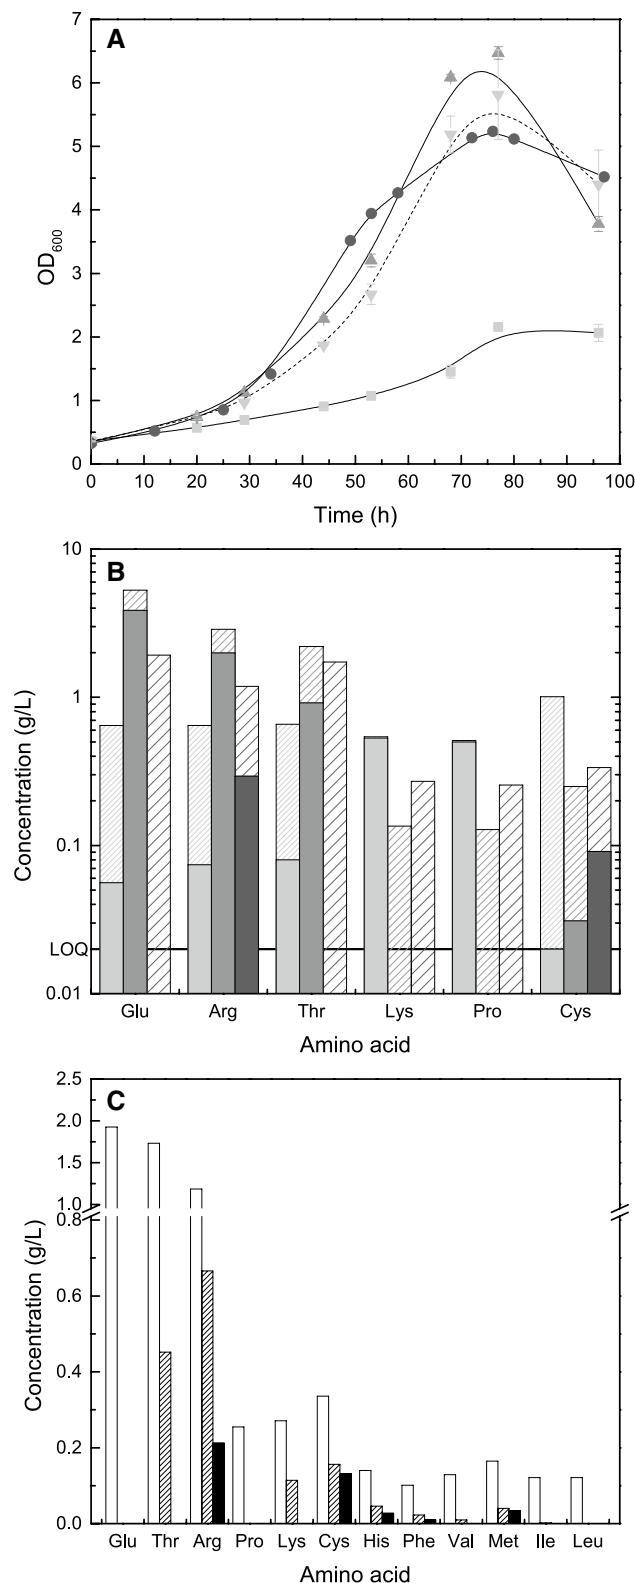 A
7
6
5
4
3
2
1
0
OD600
0 10 20 30 40 50 60 70 80 90 100
Time (h)
B
10
1
0.1
LOQ
0.01
Concentration (g/L)
Glu Arg Thr Lys Pro Cys
Amino acid
C
2.5
2.0
1.5
1.0
0.8
0.6
0.4
0.2
0.0
Concentration (g/L)
Glu Thr Arg Pro Lys Cys His Phe Val Met Ile Leu
Amino acid